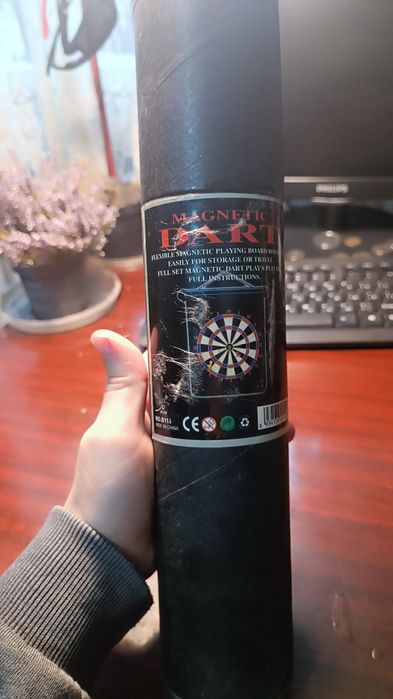 PHILIPS
MAGNETIC
DART
FLEXIBLE MAGNETIC PLAYING BOARD
EASILY FOR STORAGE OR TRAVEL
FULL SET MAGNETIC DART PLAYS PLUS
FULL INSTRUCTIONS.
CE
MADE IN CHINA